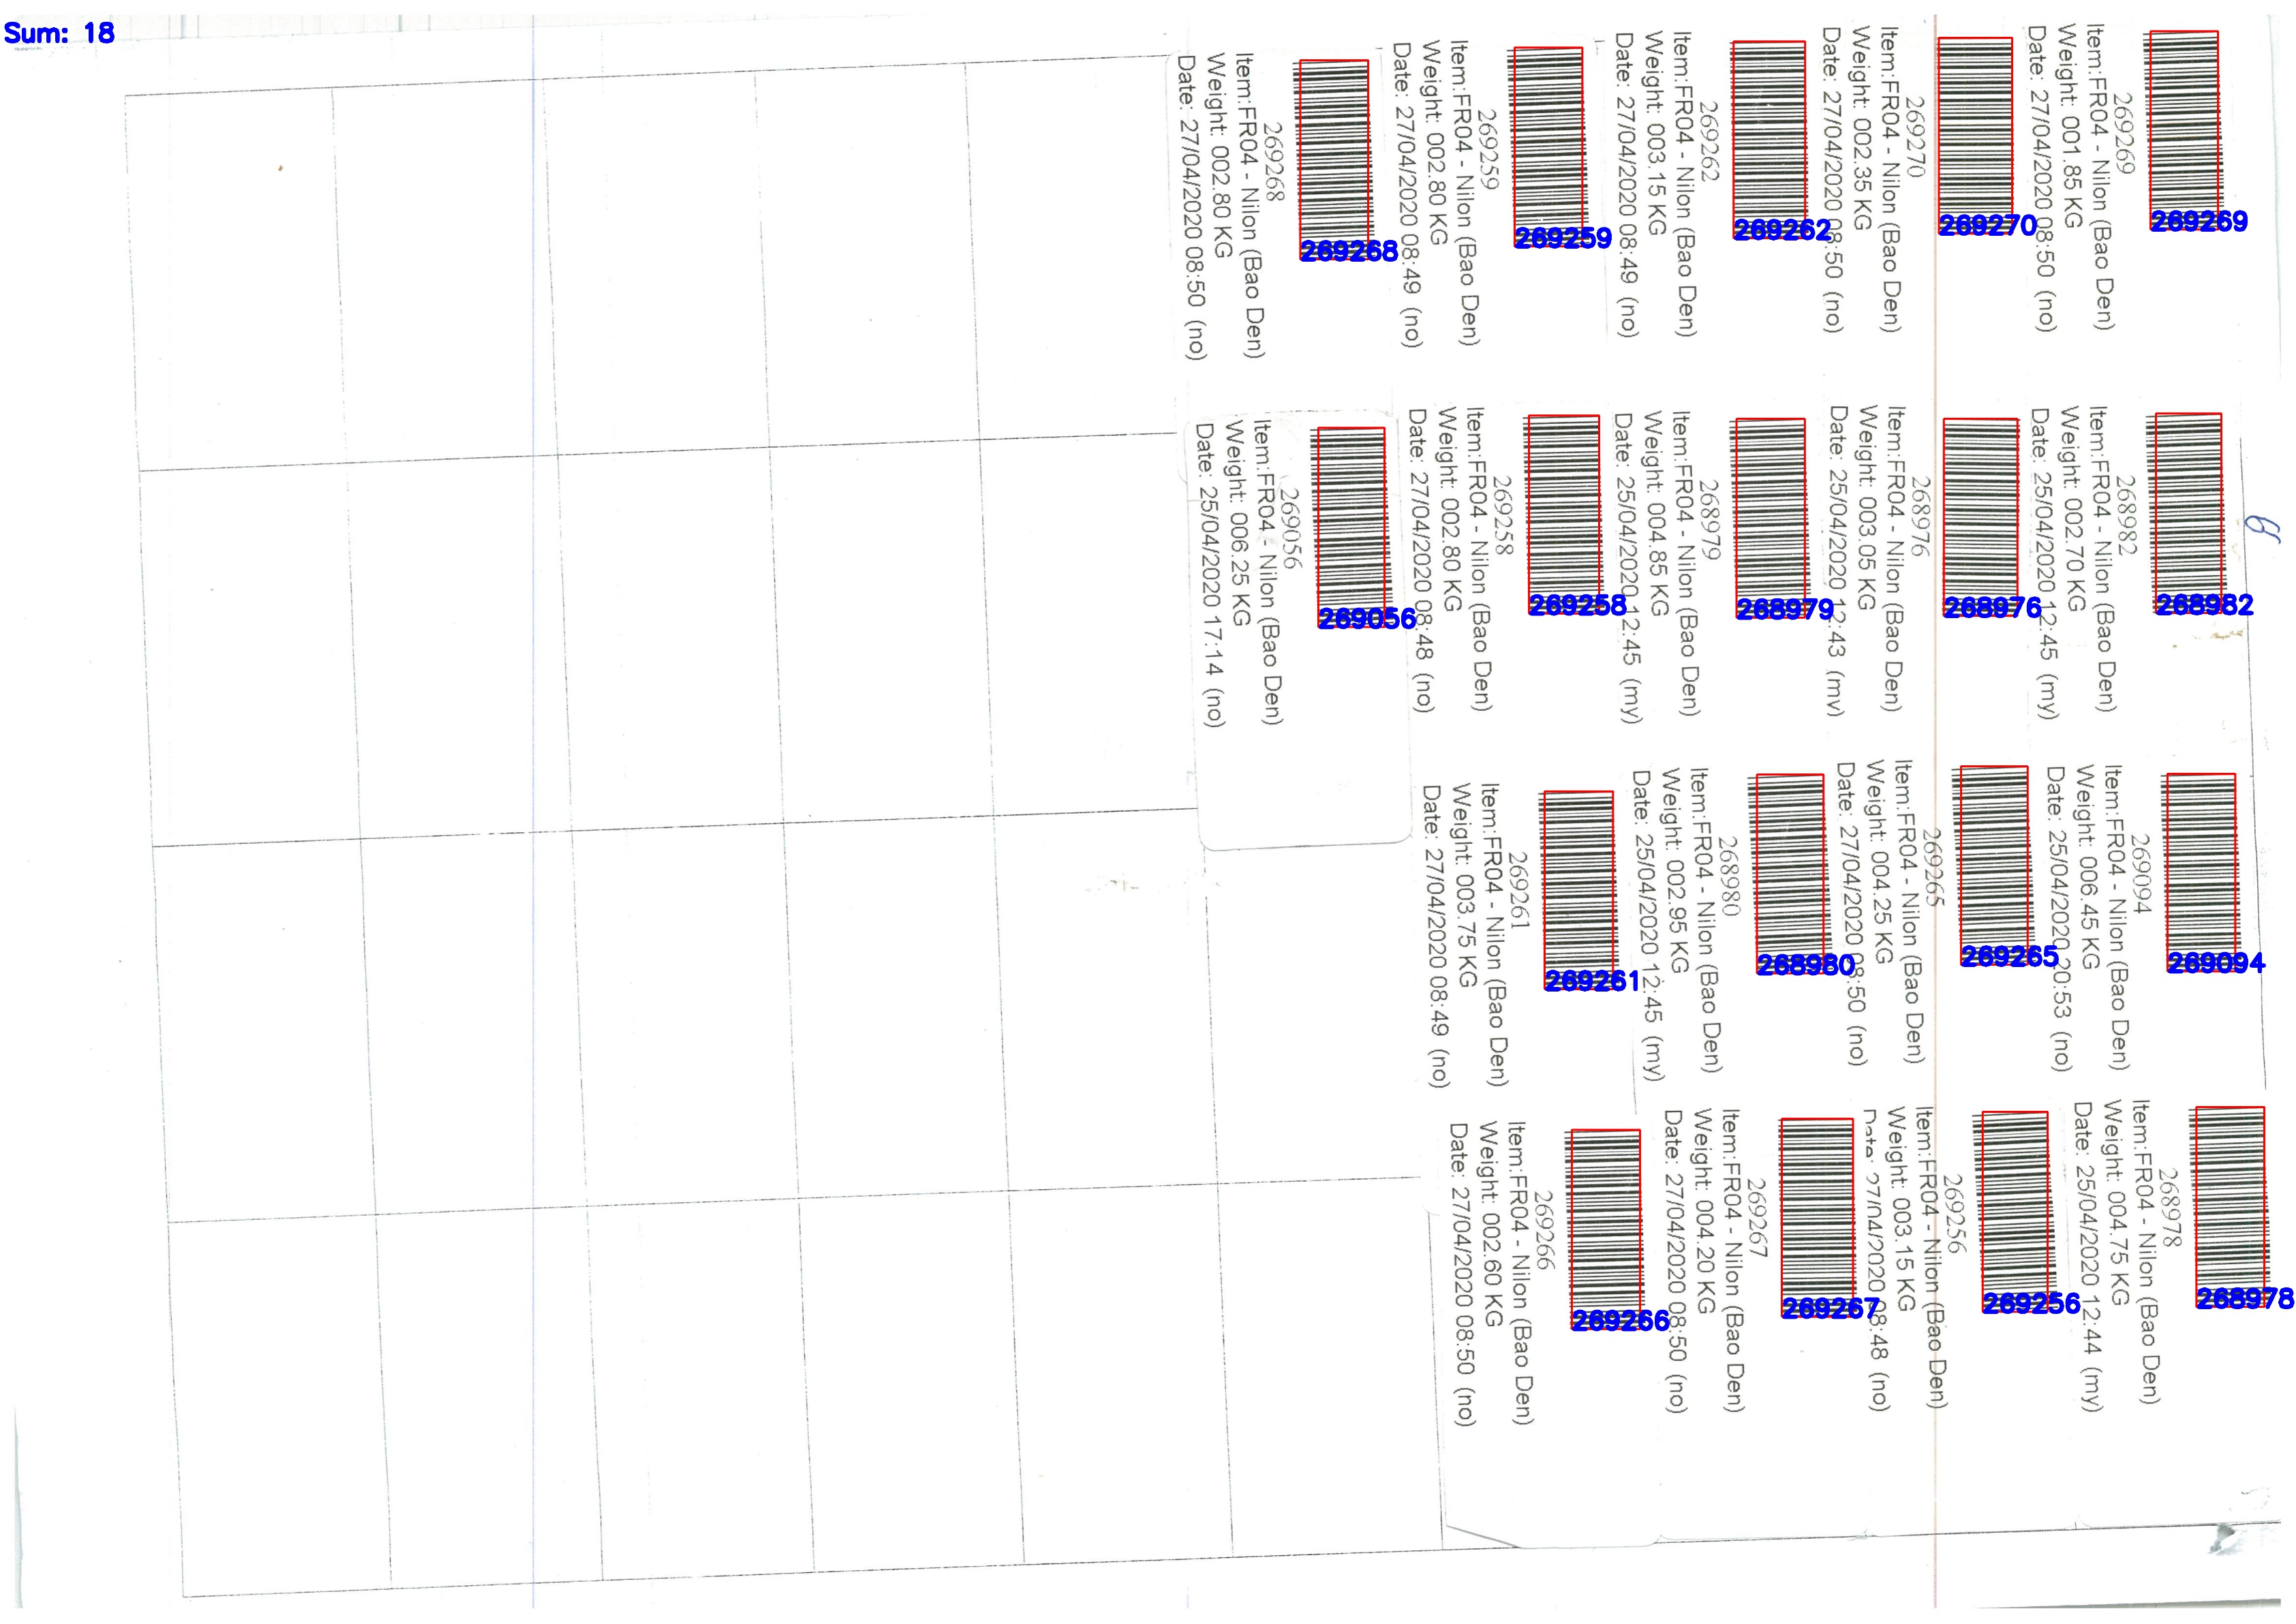 Sum: 18
269269
269269
Item:FR04 - Nilon (Bao Den)
Weight: 001.85 KG
Date: 27/04/2020 08:50 (no)
268982
268982
Item:FR04 - Nilon (Bao Den)
Weight: 002.70 KG
Date: 25/04/2020 12:45 (my)
269094
269094
Item:FR04 - Nilon (Bao Den)
Weight: 006.45 KG
Date: 25/04/2020 20:53 (no)
268978
268978
Item:FR04 - Nilon (Bao Den)
Weight: 004.75 KG
Date: 25/04/2020 12:44 (my)
269270
269270
Item:FR04 - Nilon (Bao Den)
Weight: 002.35 KG
Date: 27/04/2020 08:50 (no)
268976
268976
Item:FR04 - Nilon (Bao Den)
Weight: 003.05 KG
Date: 25/04/2020 12:43 (mv)
269265
269265
Item:FR04 - Nilon (Bao Den)
Weight: 004.25 KG
Date: 27/04/2020 08:50 (no)
269256
269256
Item:FR04 - Nilon (Bao Den)
Weight: 003.15 KG
Date: 27/04/2020 08:48 (no)
269262
269262
Item:FR04 - Nilon (Bao Den)
Weight: 003.15 KG
Date: 27/04/2020 08:49 (no)
268979
268979
Item:FR04 - Nilon (Bao Den)
Weight: 004.85 KG
Date: 25/04/2020 12:45 (my)
268980
268980
Item:FR04 - Nilon (Bao Den)
Weight: 002.95 KG
Date: 25/04/2020 12:45 (my)
269267
269267
Item:FR04 - Nilon (Bao Den)
Weight: 004.20 KG
Date: 27/04/2020 08:50 (no)
269259
269259
Item:FR04 - Nilon (Bao Den)
Weight: 002.80 KG
Date: 27/04/2020 08:49 (no)
269258
269258
Item:FR04 - Nilon (Bao Den)
Weight: 002.80 KG
Date: 27/04/2020 08:48 (no)
269261
269261
Item:FR04 - Nilon (Bao Den)
Weight: 003.75 KG
Date: 27/04/2020 08:49 (no)
269266
269266
Item:FR04 - Nilon (Bao Den)
Weight: 002.60 KG
Date: 27/04/2020 08:50 (no)
269268
269268
Item:FR04 - Nilon (Bao Den)
Weight: 002.80 KG
Date: 27/04/2020 08:50 (no)
269056
269056
Item:FR04 - Nilon (Bao Den)
Weight: 006.25 KG
Date: 25/04/2020 17:14 (no)